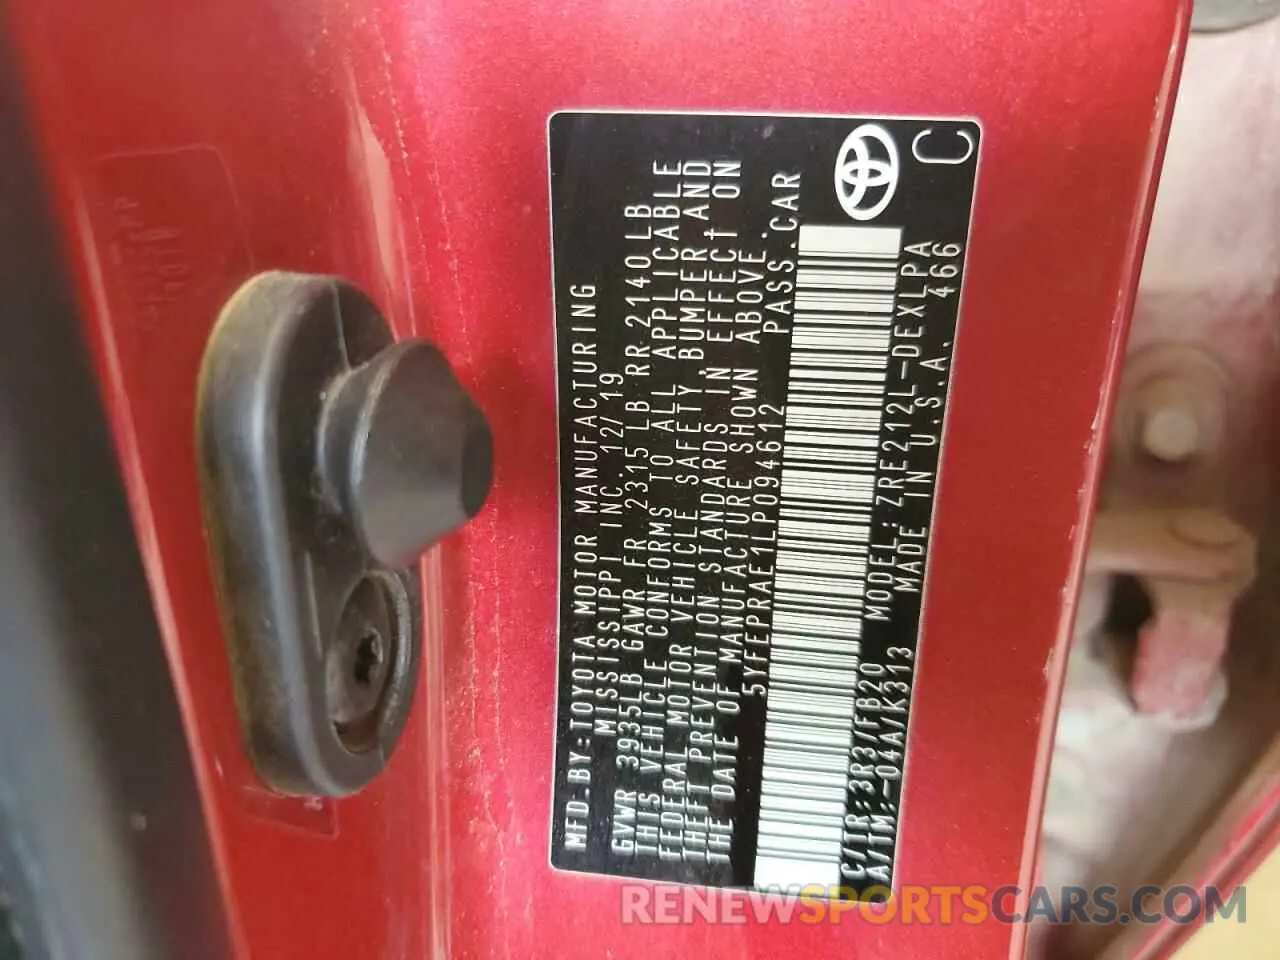 MFD.BY:TOYOTA MOTOR MANUFACTURING
MISSISSIPPI INC. 12/19
GVWR 3935LB GAWR FR 2315LB RR 2140LB
THIS VEHICLE CONFORMS TO ALL APPLICABLE
FEDERAL MOTOR VEHICLE SAFETY,BUMPER,AND
THEFT PREVENTION STANDARDS IN EFFECT ON
THE DATE OF MANUFACTURE SHOWN ABOVE.
5YFEPRAE1LP094612 PASS.CAR
C/TR:3R3/FB20 MODEL:ZRE212L-DEXLPA
A/TM:-04A/K313 MADE IN U.S.A. 466
C
RENEWSPORTSCARS.COM